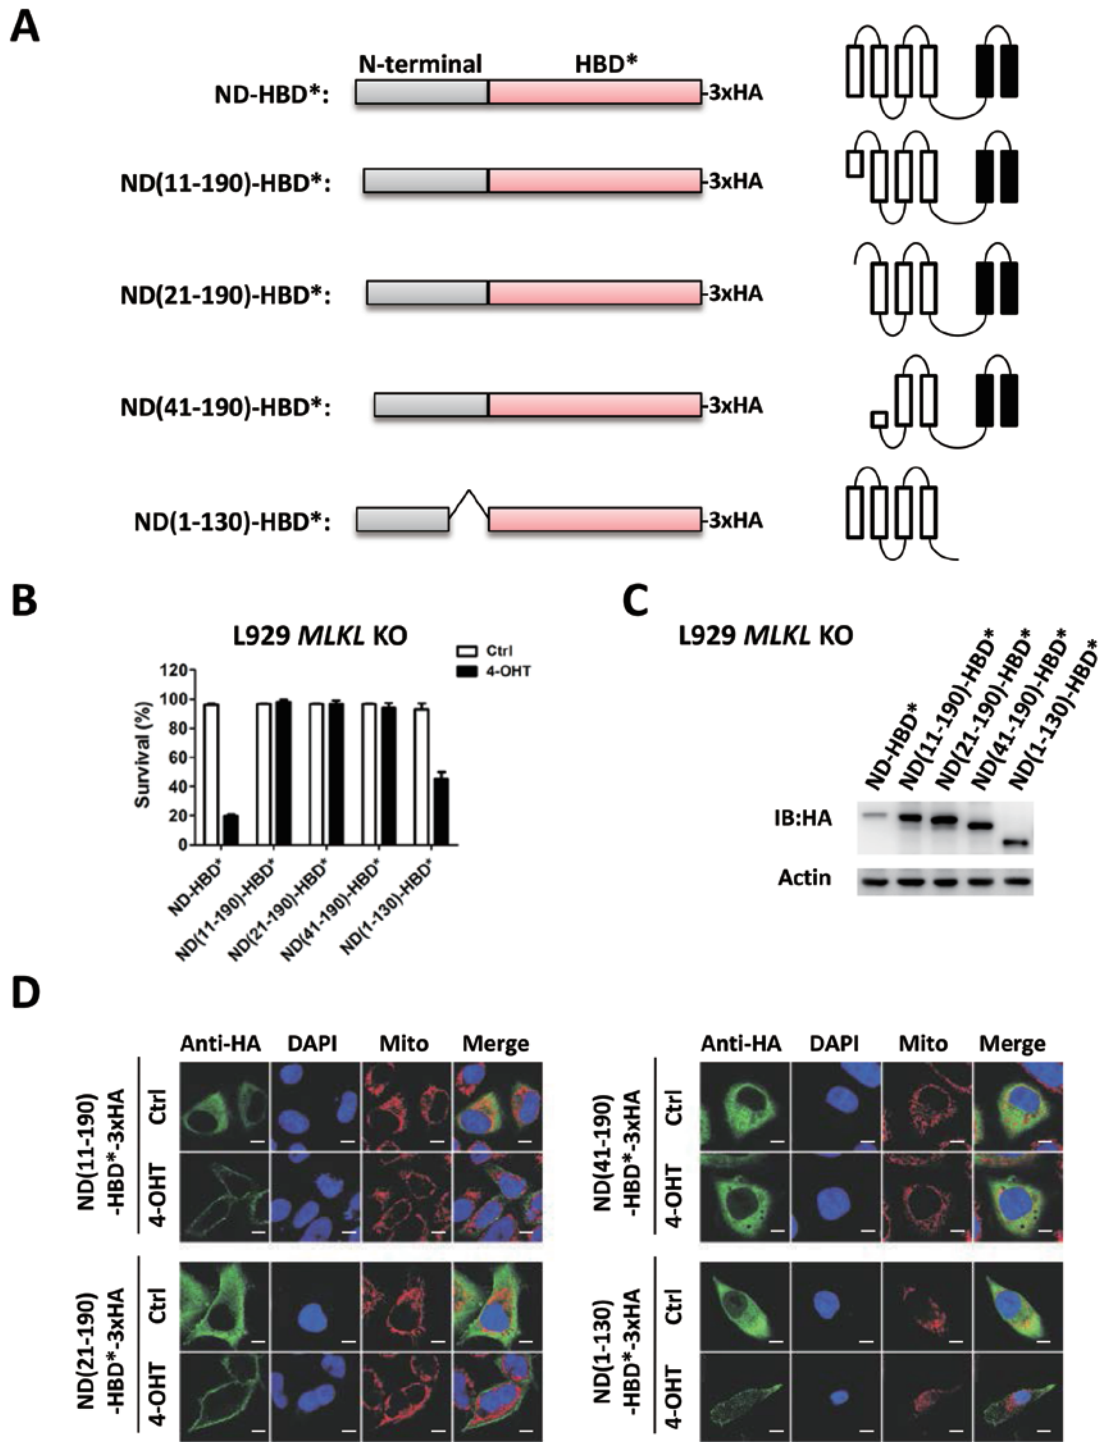 A
N-terminal HBD*
ND-HBD*: -3xHA
ND(11-190)-HBD*: -3xHA
ND(21-190)-HBD*: -3xHA
ND(41-190)-HBD*: -3xHA
ND(1-130)-HBD*: -3xHA
B
L929 MLKL KO
Ctrl
4-OHT
Survival (%)
120
100
80
60
40
20
0
ND-HBD*
ND(11-190)-HBD*
ND(21-190)-HBD*
ND(41-190)-HBD*
ND(1-130)-HBD*
C
L929 MLKL KO
ND-HBD*
ND(11-190)-HBD*
ND(21-190)-HBD*
ND(41-190)-HBD*
ND(1-130)-HBD*
IB:HA
Actin
D
Anti-HA DAPI Mito Merge
ND(11-190)
-HBD*-3xHA
Ctrl
4-OHT
ND(21-190)
-HBD*-3xHA
Ctrl
4-OHT
Anti-HA DAPI Mito Merge
ND(41-190)
-HBD*-3xHA
Ctrl
4-OHT
ND(1-130)
-HBD*-3xHA
Ctrl
4-OHT